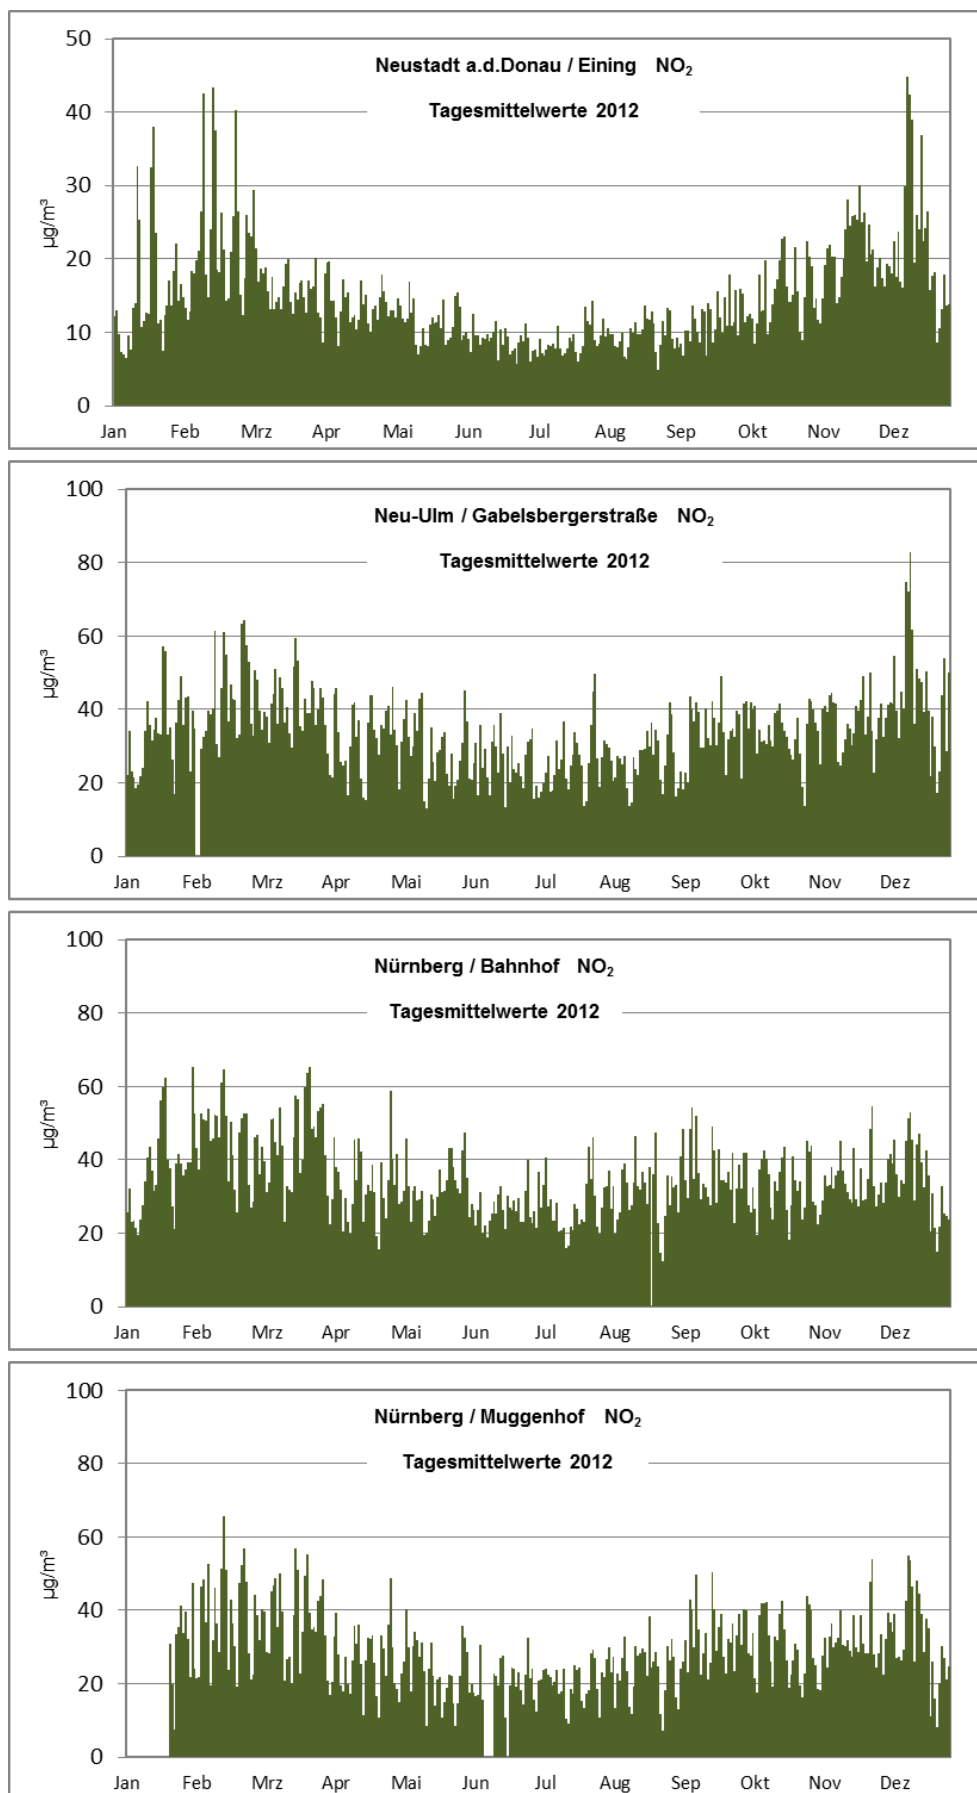 Neustadt a.d.Donau / Eining NO₂
Tagesmittelwerte 2012
µg/m³
50
40
30
20
10
0
Jan Feb Mrz Apr Mai Jun Jul Aug Sep Okt Nov Dez
Neu-Ulm / Gabelsbergerstraße NO₂
Tagesmittelwerte 2012
µg/m³
100
80
60
40
20
0
Jan Feb Mrz Apr Mai Jun Jul Aug Sep Okt Nov Dez
Nürnberg / Bahnhof NO₂
Tagesmittelwerte 2012
µg/m³
100
80
60
40
20
0
Jan Feb Mrz Apr Mai Jun Jul Aug Sep Okt Nov Dez
Nürnberg / Muggenhof NO₂
Tagesmittelwerte 2012
µg/m³
100
80
60
40
20
0
Jan Feb Mrz Apr Mai Jun Jul Aug Sep Okt Nov Dez